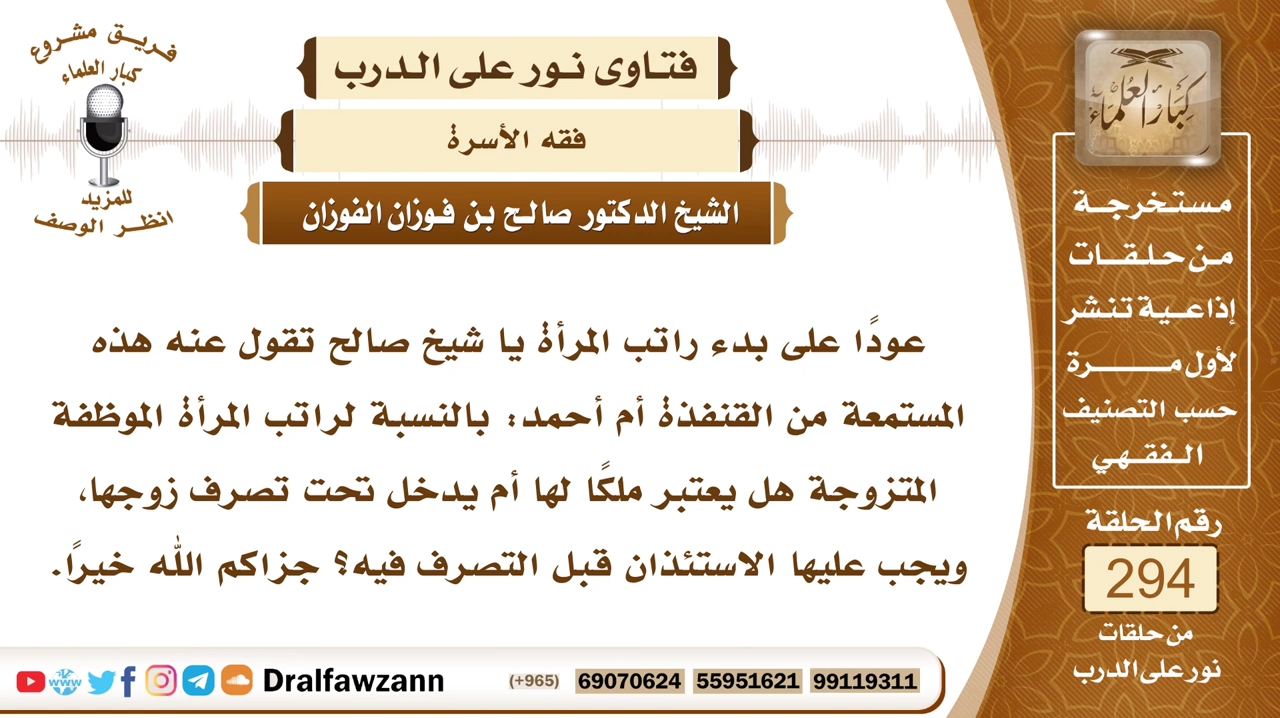 فريق مشروع
كبار العلماء
للمزيد
انظر الوصف
فتاوى نور على الدرب
فقه الأسرة
الشيخ الدكتور صالح بن فوزان الفوزان
عودًا على بدء راتب المرأة يا شيخ صالح تقول عنه هذه
المستمعة من القنفذة أم أحمد: بالنسبة لراتب المرأة الموظفة
المتزوجة هل يعتبر ملكًا لها أم يدخل تحت تصرف زوجها،
ويجب عليها الاستئذان قبل التصرف فيه؟ جزاكم الله خيرًا.
كبار العلماء
مستخرجة
من حلقات
إذاعية تنشر
لأول مرة
حسب التصنيف
الفقهي
رقم الحلقة
294
من حلقات
نور على الدرب
www Dralfawzann (+965) 69070624 55951621 99119311